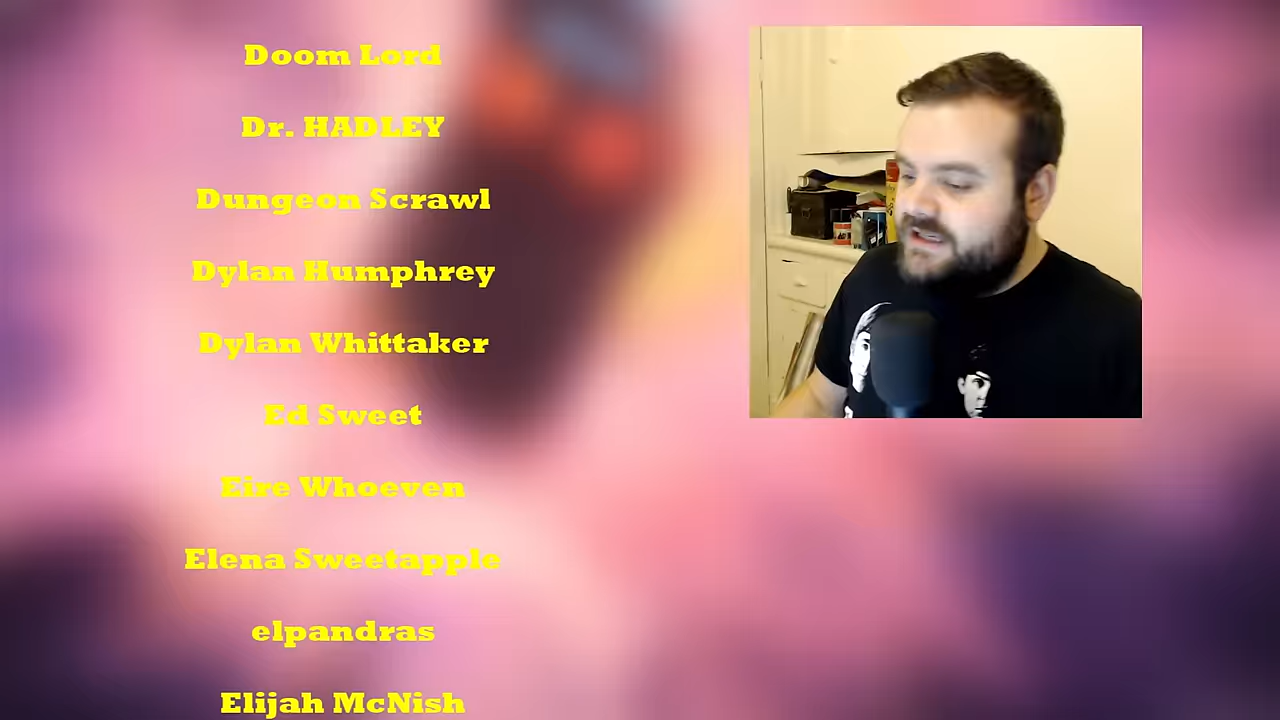 Doom Lord
Dr. HADLEY
Dungeon Scrawl
Dylan Humphrey
Dylan Whittaker
Ed Sweet
Eire Whoeven
Elena Sweetapple
elpandras
Elijah McNish